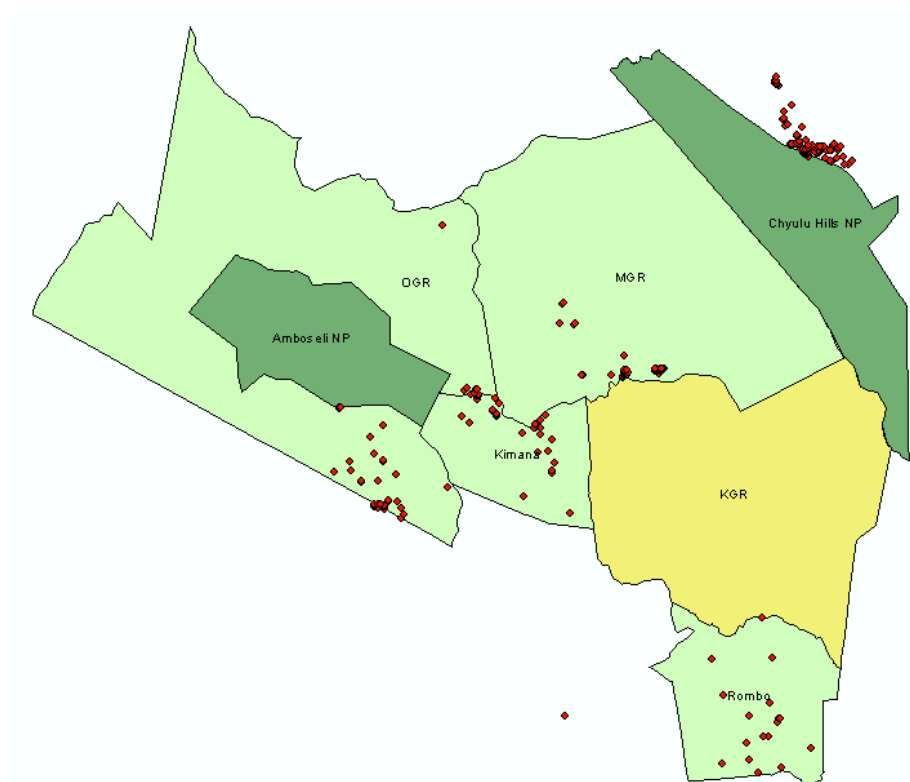 Chyulu Hills NP
MGR
OGR
Amboseli NP
Kimana
KGR
Rombo